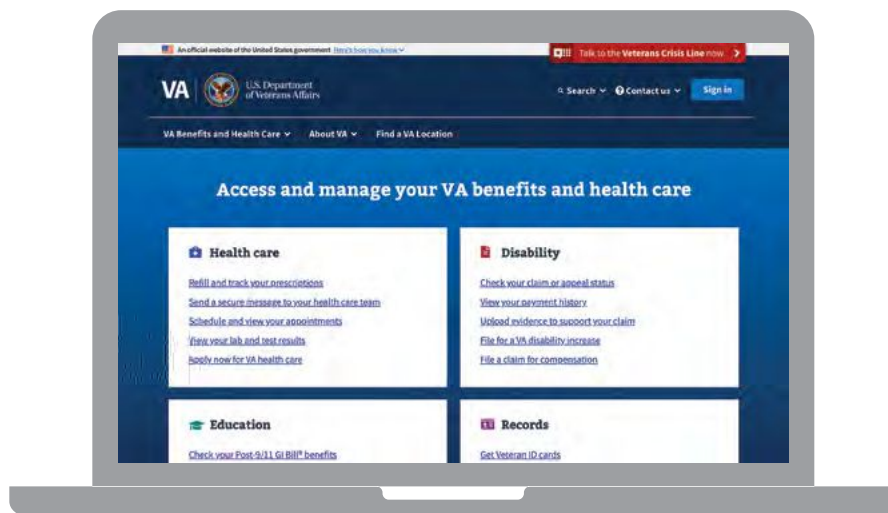 An official website of the United States government Here's how you know
Talk to the Veterans Crisis Line now
VA
U.S. Department
of Veterans Affairs
Search
Contact us
Sign in
VA Benefits and Health Care
About VA
Find a VA Location
Access and manage your VA benefits and health care
Health care
Refill and track your prescriptions
Send a secure message to your health care team
Schedule and view your appointments
View your lab and test results
Apply now for VA health care
Disability
Check your claim or appeal status
View your payment history
Upload evidence to support your claim
File for a VA disability increase
File a claim for compensation
Education
Check your Post-9/11 GI Bill® benefits
Records
Get Veteran ID cards